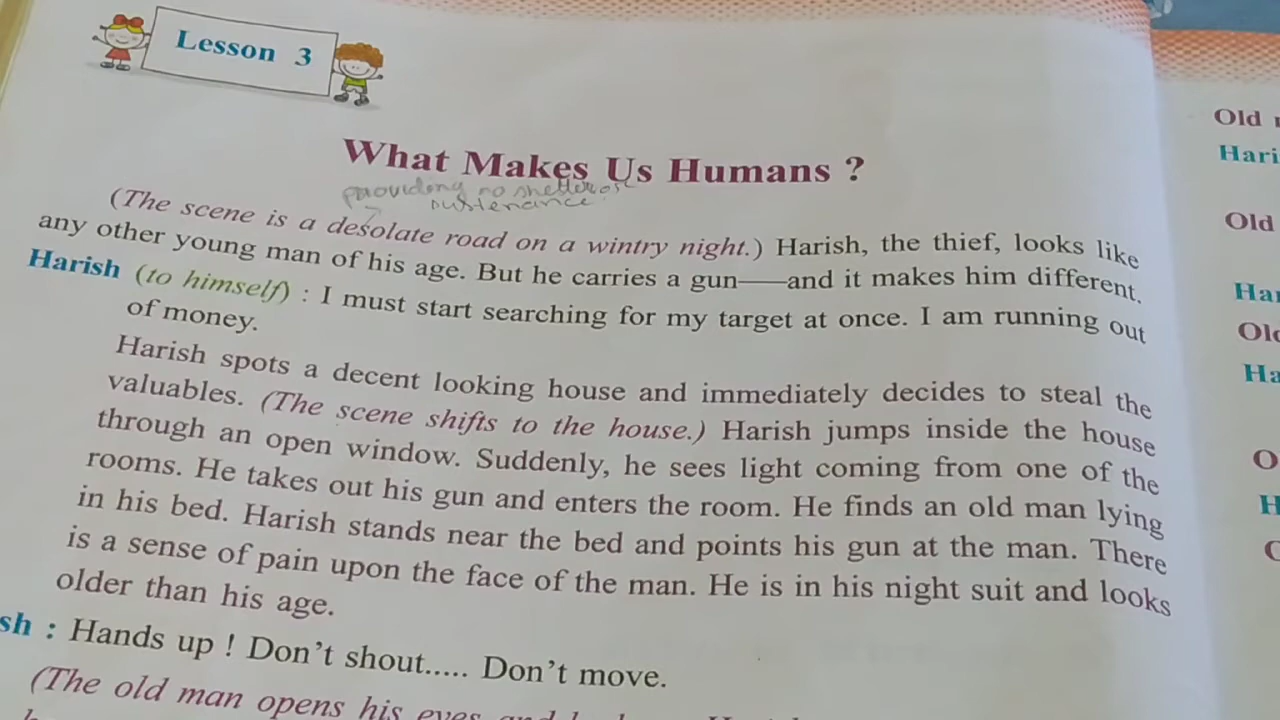 Lesson 3
What Makes Us Humans ?
providing no shelter or
sustenance.
(The scene is a desolate road on a wintry night.) Harish, the thief, looks like
any other young man of his age. But he carries a gun——and it makes him different.
Harish (to himself) : I must start searching for my target at once. I am running out
of money.
Harish spots a decent looking house and immediately decides to steal the
valuables. (The scene shifts to the house.) Harish jumps inside the house
through an open window. Suddenly, he sees light coming from one of the
rooms. He takes out his gun and enters the room. He finds an old man lying
in his bed. Harish stands near the bed and points his gun at the man. There
is a sense of pain upon the face of the man. He is in his night suit and looks
older than his age.
sh : Hands up ! Don't shout..... Don't move.
(The old man opens his eyes and
Old
Hari
Old
Har
Old
Ha
O
H